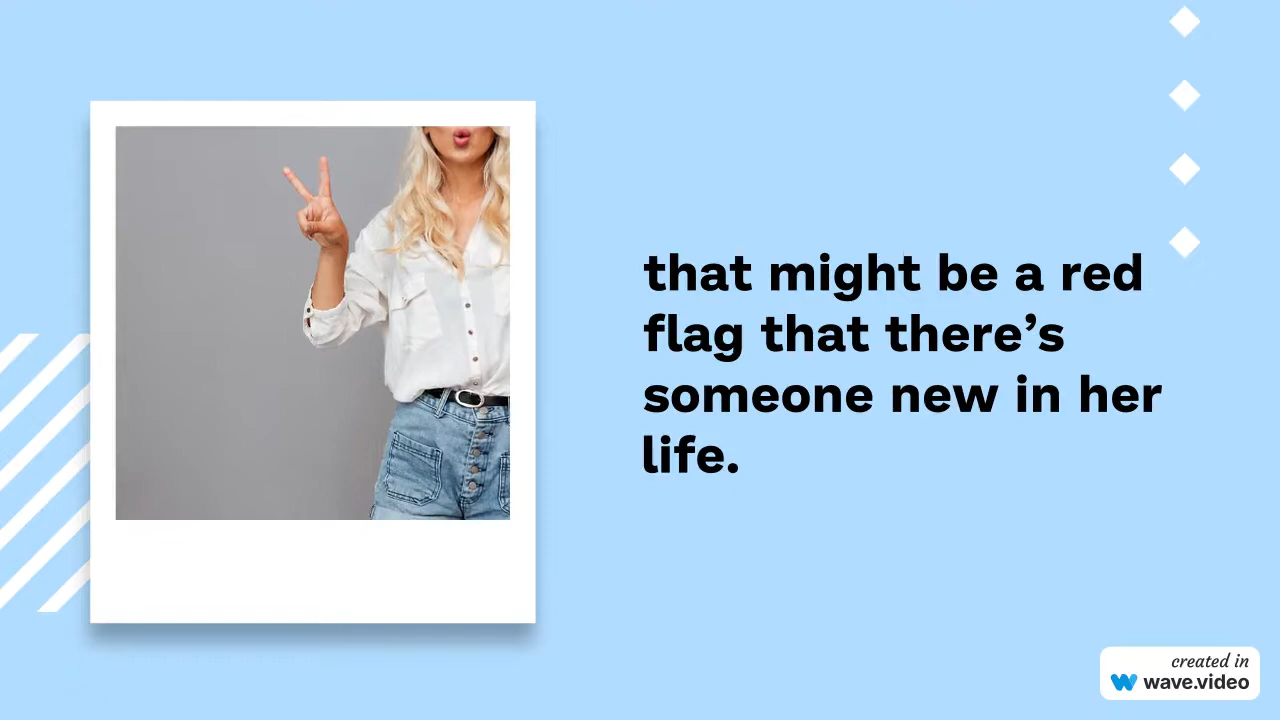 that might be a red
flag that there’s
someone new in her
life.
created in
wave.video